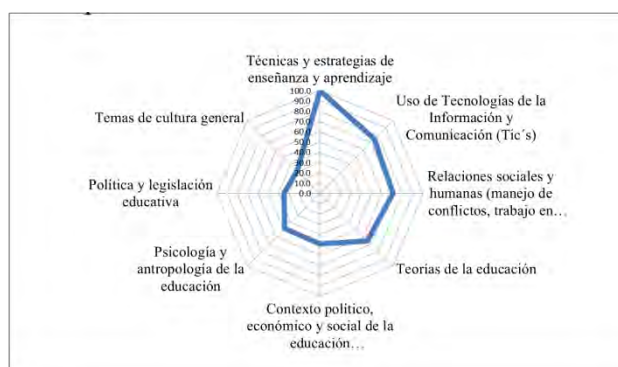 Técnicas y estrategias de
enseñanza y aprendizaje
100.0
90.0
80.0
70.0
60.0
50.0
40.0
30.0
20.0
10.0
0.0
Uso de Tecnologías de la
Información y
Comunicación (Tic´s)
Relaciones sociales y
humanas (manejo de
conflictos, trabajo en…
Teorías de la educación
Contexto político,
económico y social de la
educación…
Psicología y
antropología de la
educación
Política y legislación
educativa
Temas de cultura general